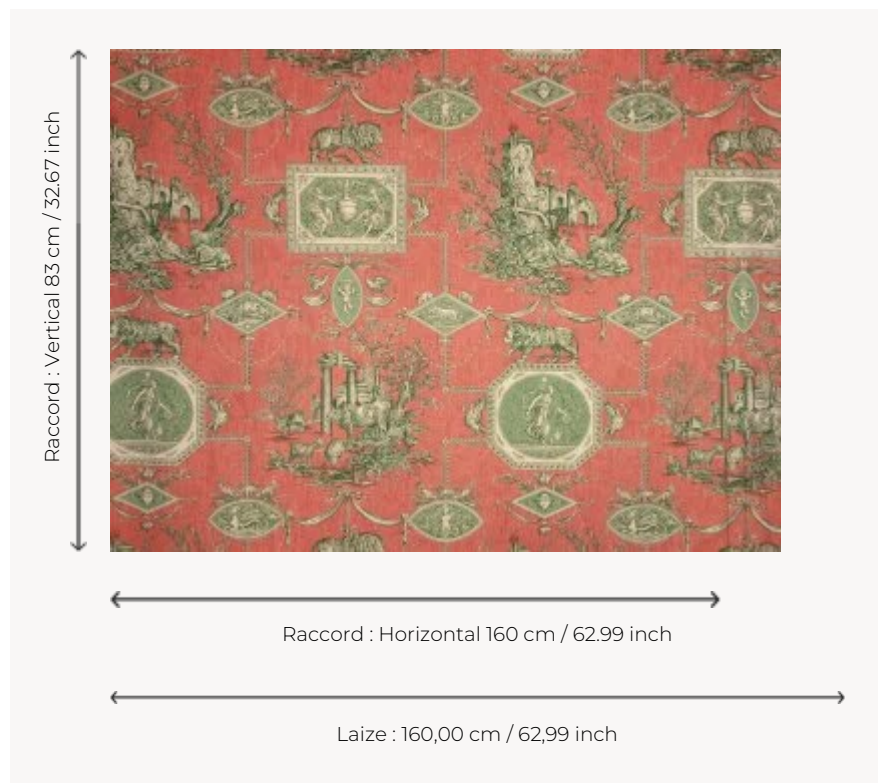 Raccord : Vertical 83 cm / 32.67 inch
Raccord : Horizontal 160 cm / 62.99 inch
Laize : 160,00 cm / 62,99 inch